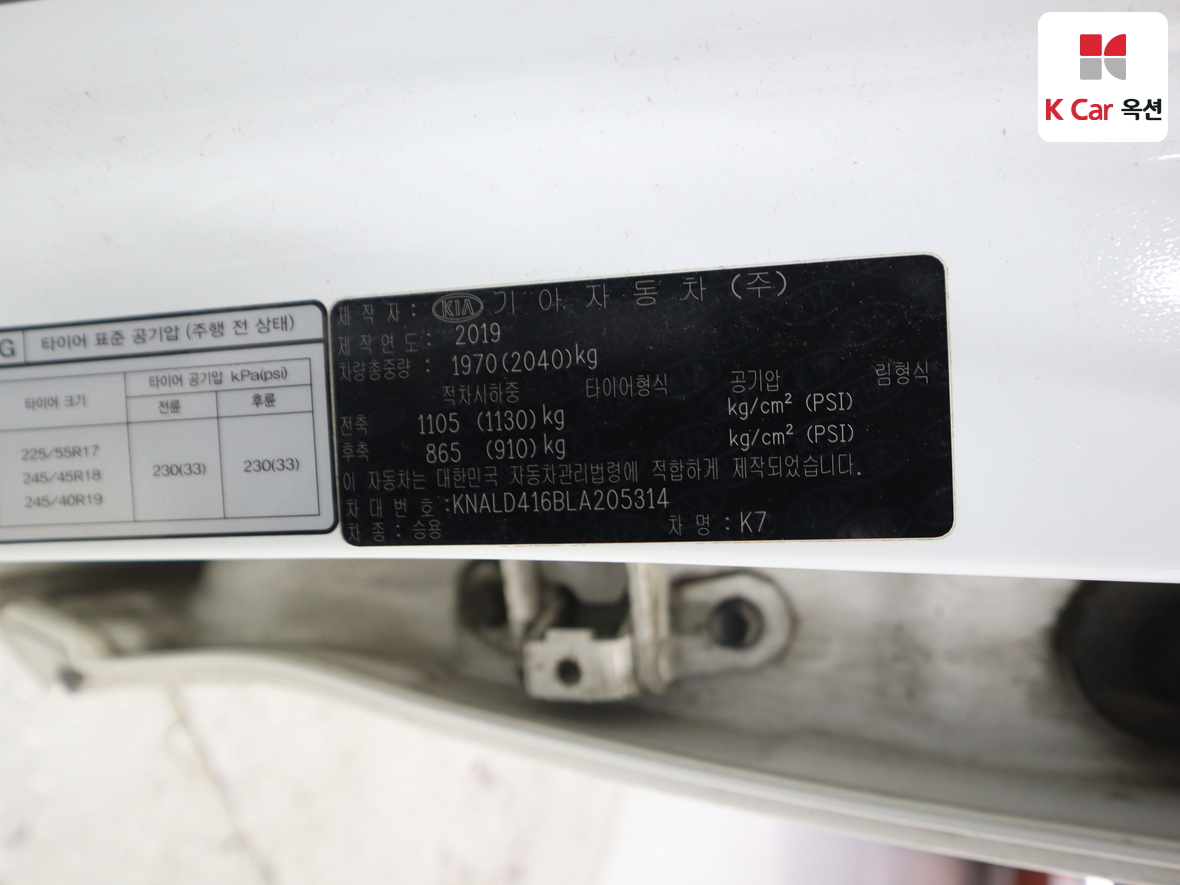 K Car 옥션
G 타이어 표준 공기압 (주행 전 상태)
타이어 크기 타이어 공기압 kPa(psi)
전륜 후륜
225/55R17
245/45R18
245/40R19
230(33) 230(33)
제 작 자 : KIA 기 아 자 동 차 (주)
제 작 연 도 : 2019
차량총중량 : 1970(2040)kg
적차시하중 타이어형식 공기압 림형식
전축 1105 (1130)kg kg/cm² (PSI)
후축 865 (910)kg kg/cm² (PSI)
이 자동차는 대한민국 자동차관리법령에 적합하게 제작되었습니다.
차 대 번 호 :KNALD416BLA205314
차 종 : 승용 차 명 : K7